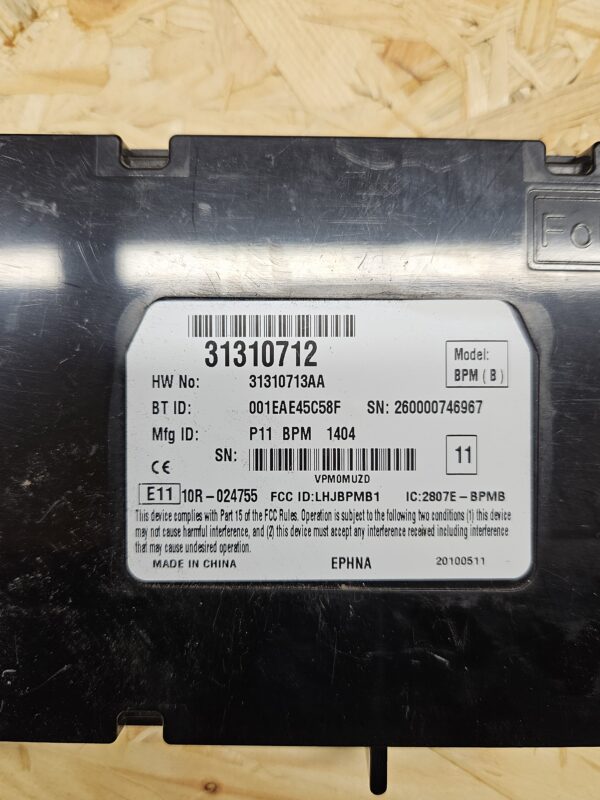 Fo
31310712
Model:
BPM ( B )
HW No: 31310713AA
BT ID: 001EAE45C58F SN: 260000746967
Mfg ID: P11 BPM 1404
SN:
11
VPM0MUZD
CE
E11 10R-024755 FCC ID:LHJBPMB1 IC:2807E-BPMB
This device complies with Part 15 of the FCC Rules. Operation is subject to the following two conditions (1) this device
may not cause harmful interference, and (2) this device must accept any interference received including interference
that may cause undesired operation.
MADE IN CHINA EPHNA 20100511